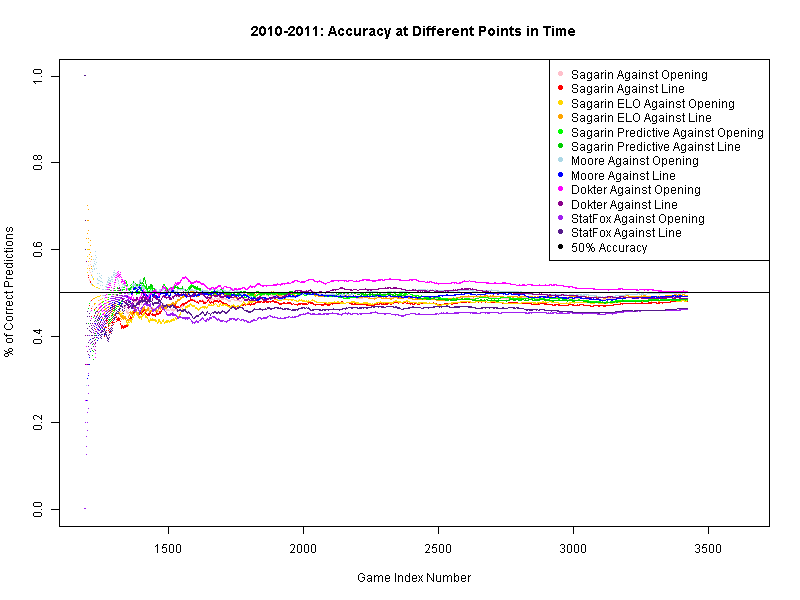 2010-2011: Accuracy at Different Points in Time
Sagarin Against Opening
Sagarin Against Line
Sagarin ELO Against Opening
Sagarin ELO Against Line
Sagarin Predictive Against Opening
Sagarin Predictive Against Line
Moore Against Opening
Moore Against Line
Dokter Against Opening
Dokter Against Line
StatFox Against Opening
StatFox Against Line
50% Accuracy
% of Correct Predictions
1.0
0.8
0.6
0.4
0.2
0.0
1500 2000 2500 3000 3500
Game Index Number